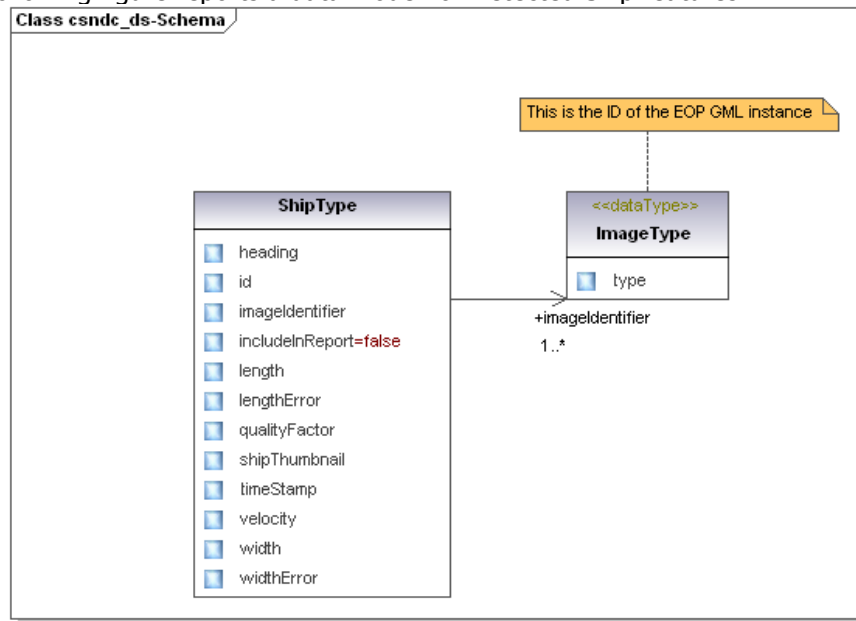 Class csndc_ds-Schema
This is the ID of the EOP GML instance
ShipType
heading
id
imageIdentifier
includeInReport=false
length
lengthError
qualityFactor
shipThumbnail
timeStamp
velocity
width
widthError
<<dataType>>
ImageType
type
+imageIdentifier
1..*